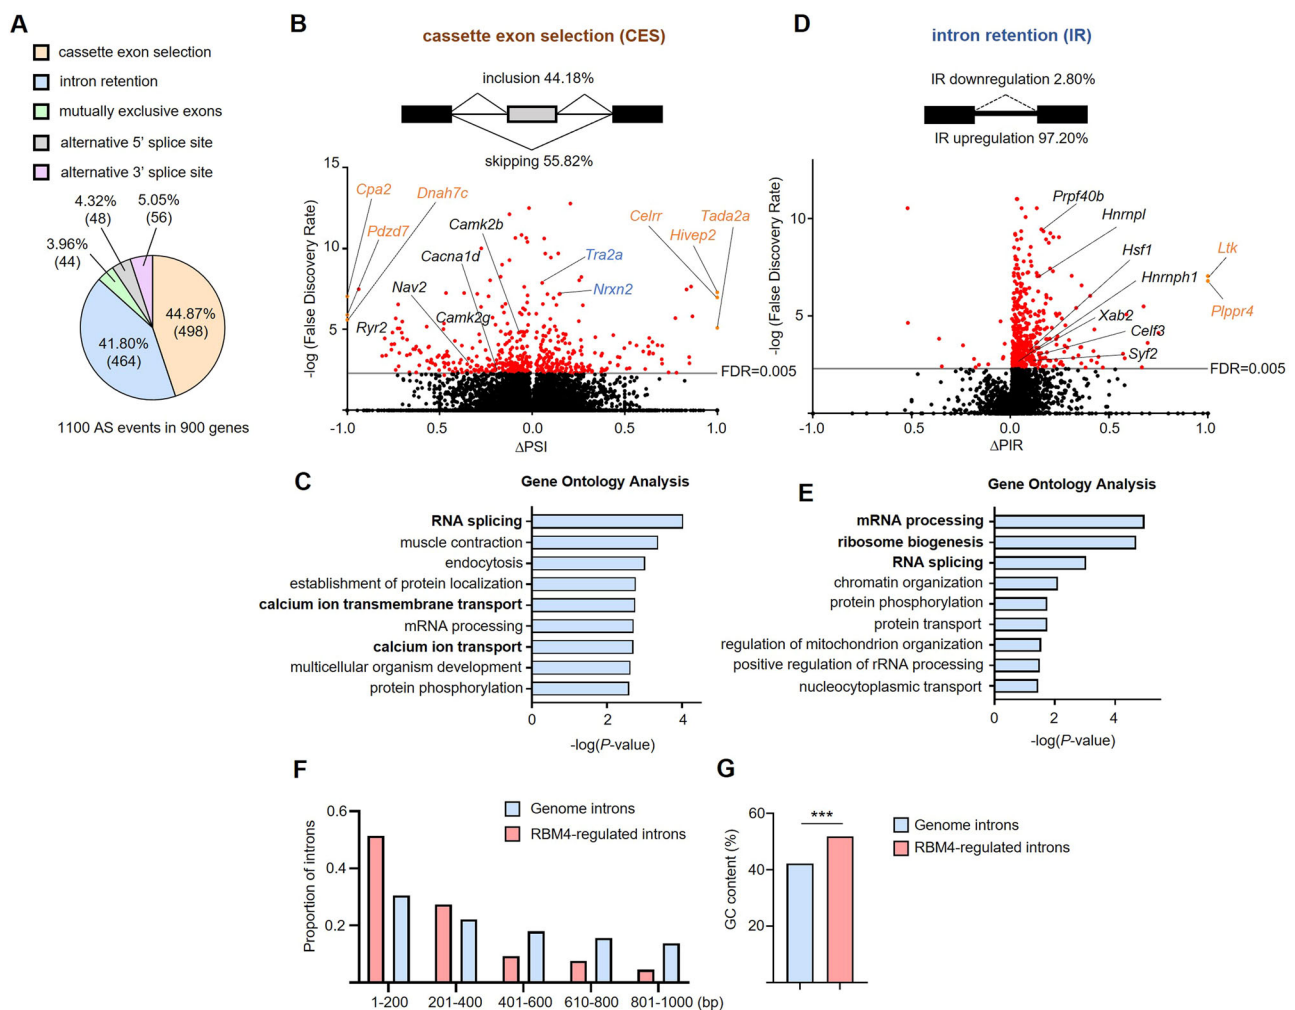 A
cassette exon selection
intron retention
mutually exclusive exons
alternative 5' splice site
alternative 3' splice site
4.32%
(48)
5.05%
(56)
3.96%
(44)
44.87%
(498)
41.80%
(464)
1100 AS events in 900 genes
B
cassette exon selection (CES)
inclusion 44.18%
skipping 55.82%
-log (False Discovery Rate)
15
10
5
Cpa2
Dnah7c
Pdzd7
Camk2b
Cacna1d
Nav2
Camk2g
Ryr2
Tra2a
Nrxn2
Celrr
Hivep2
Tada2a
FDR=0.005
-1.0
-0.5
0.0
0.5
1.0
ΔPSI
D
intron retention (IR)
IR downregulation 2.80%
IR upregulation 97.20%
-log (False Discovery Rate)
10
5
Prpf40b
Hnrnpl
Hsf1
Hnrnph1
Xab2
Celf3
Syf2
Ltk
Plppr4
FDR=0.005
-1.0
-0.5
0.0
0.5
1.0
ΔPIR
C
Gene Ontology Analysis
RNA splicing
muscle contraction
endocytosis
establishment of protein localization
calcium ion transmembrane transport
mRNA processing
calcium ion transport
multicellular organism development
protein phosphorylation
0
2
4
-log(P-value)
E
Gene Ontology Analysis
mRNA processing
ribosome biogenesis
RNA splicing
chromatin organization
protein phosphorylation
protein transport
regulation of mitochondrion organization
positive regulation of rRNA processing
nucleocytoplasmic transport
0
2
4
-log(P-value)
F
Proportion of introns
0.6
0.4
0.2
Genome introns
RBM4-regulated introns
1-200
201-400
401-600
610-800
801-1000 (bp)
G
GC content (%)
60
40
20
***
Genome introns
RBM4-regulated introns